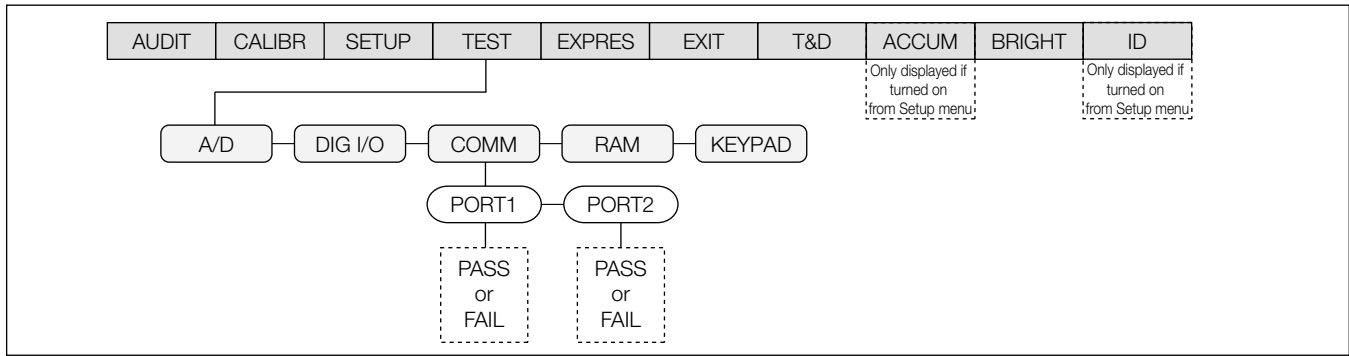 AUDIT CALIBR SETUP TEST EXPRES EXIT T&D ACCUM BRIGHT ID
Only displayed if
turned on
from Setup menu
Only displayed if
turned on
from Setup menu
A/D DIG I/O COMM RAM KEYPAD
PORT1 PORT2
PASS
or
FAIL
PASS
or
FAIL